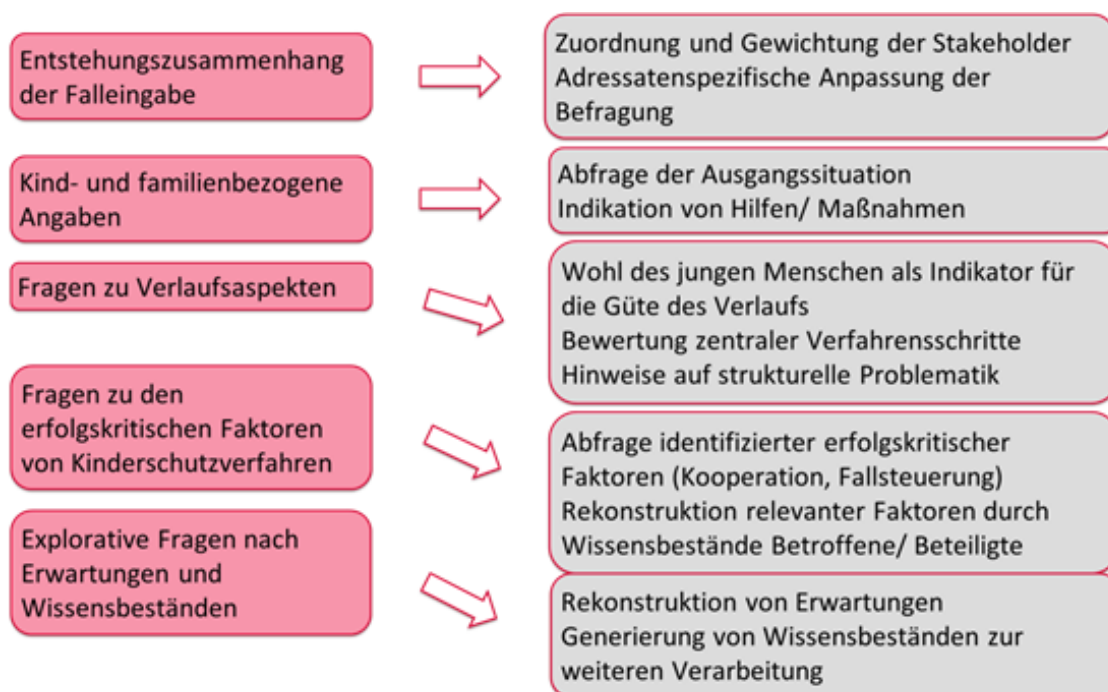 Entstehungszusammenhang
der Falleingabe
Zuordnung und Gewichtung der Stakeholder
Adressatenspezifische Anpassung der
Befragung
Kind- und familienbezogene
Angaben
Abfrage der Ausgangssituation
Indikation von Hilfen/ Maßnahmen
Fragen zu Verlaufsaspekten
Wohl des jungen Menschen als Indikator für
die Güte des Verlaufs
Bewertung zentraler Verfahrensschritte
Hinweise auf strukturelle Problematik
Fragen zu den
erfolgskritischen Faktoren
von Kinderschutzverfahren
Abfrage identifizierter erfolgskritischer
Faktoren (Kooperation, Fallsteuerung)
Rekonstruktion relevanter Faktoren durch
Wissensbestände Betroffene/ Beteiligte
Explorative Fragen nach
Erwartungen und
Wissensbeständen
Rekonstruktion von Erwartungen
Generierung von Wissensbeständen zur
weiteren Verarbeitung